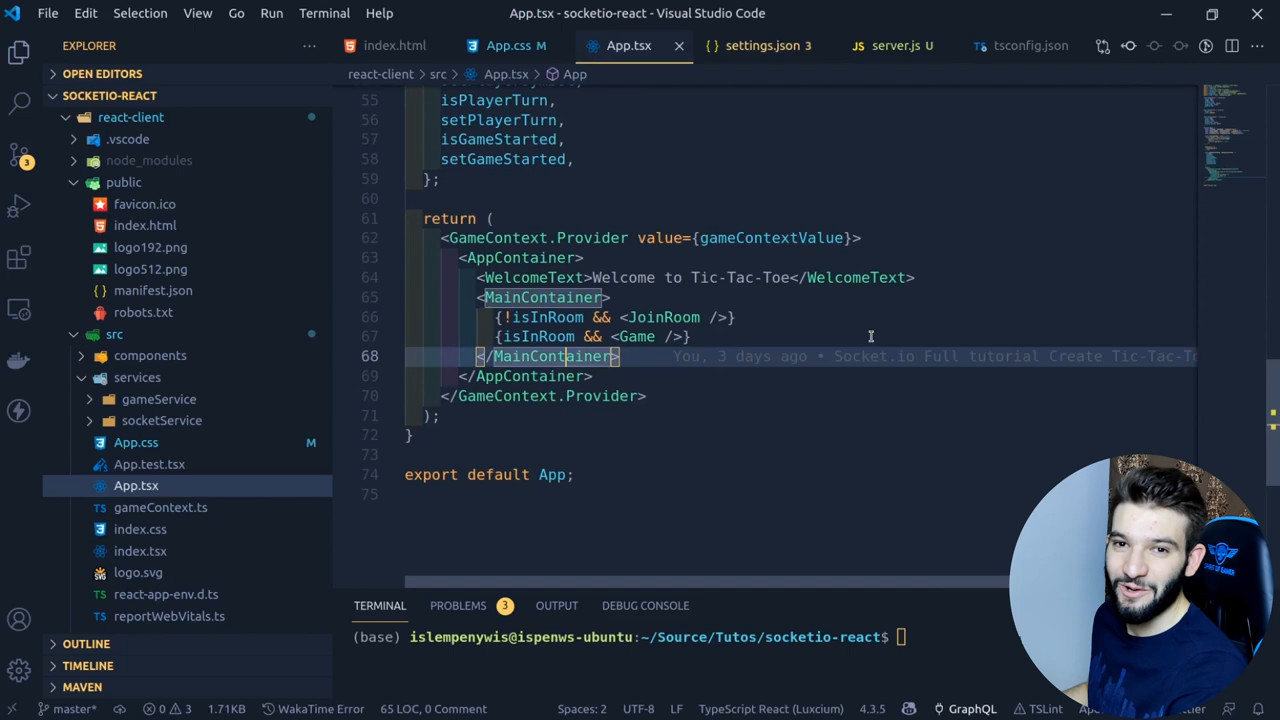 File Edit Selection View Go Run Terminal Help
App.tsx - socketio-react - Visual Studio Code
EXPLORER
index.html
App.css M
App.tsx
settings.json 3
server.js U
tsconfig.json
OPEN EDITORS
SOCKETIO-REACT
react-client
.vscode
node_modules
public
favicon.ico
index.html
logo192.png
logo512.png
manifest.json
robots.txt
src
components
services
gameService
socketService
App.css M
App.test.tsx
App.tsx
gameContext.ts
index.css
index.tsx
logo.svg
react-app-env.d.ts
reportWebVitals.ts
OUTLINE
TIMELINE
MAVEN
3
react-client > src > App.tsx > App
55 isPlayerTurn,
56 setPlayerTurn,
57 isGameStarted,
58 setGameStarted,
59 };
60
61 return (
62 <GameContext.Provider value={gameContextValue}>
63 <AppContainer>
64 <WelcomeText>Welcome to Tic-Tac-Toe</WelcomeText>
65 <MainContainer>
66 {!isInRoom && <JoinRoom />}
67 {isInRoom && <Game />}
68 </MainContainer> You, 3 days ago • Socket.io Full tutorial Create Tic-Tac-To
69 </AppContainer>
70 </GameContext.Provider>
71 );
72 }
73
74 export default App;
75
TERMINAL PROBLEMS 3 OUTPUT DEBUG CONSOLE
(base) islempenywis@ispenws-ubuntu:~/Source/Tutos/socketio-react$
master* 0 3 1.71KB WakaTime Error 65 LOC, 0 Comment Spaces: 2 UTF-8 LF TypeScript React (Luxcium) 4.3.5 GraphQL TSLint